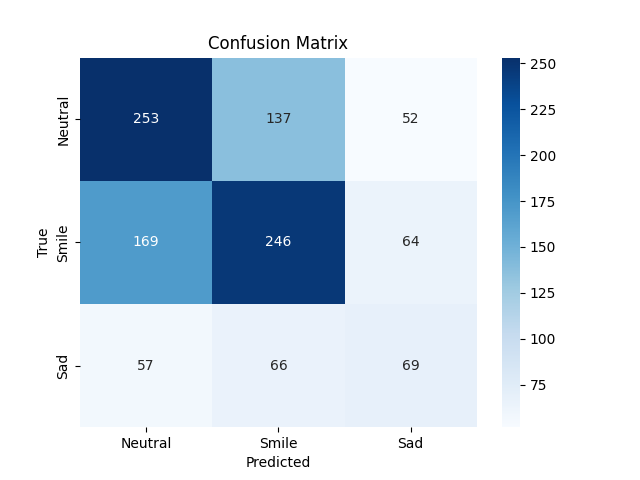 Confusion Matrix
True
Neutral
253 137 52
Smile
169 246 64
Sad
57 66 69
Neutral Smile Sad
Predicted
250
225
200
175
150
125
100
75